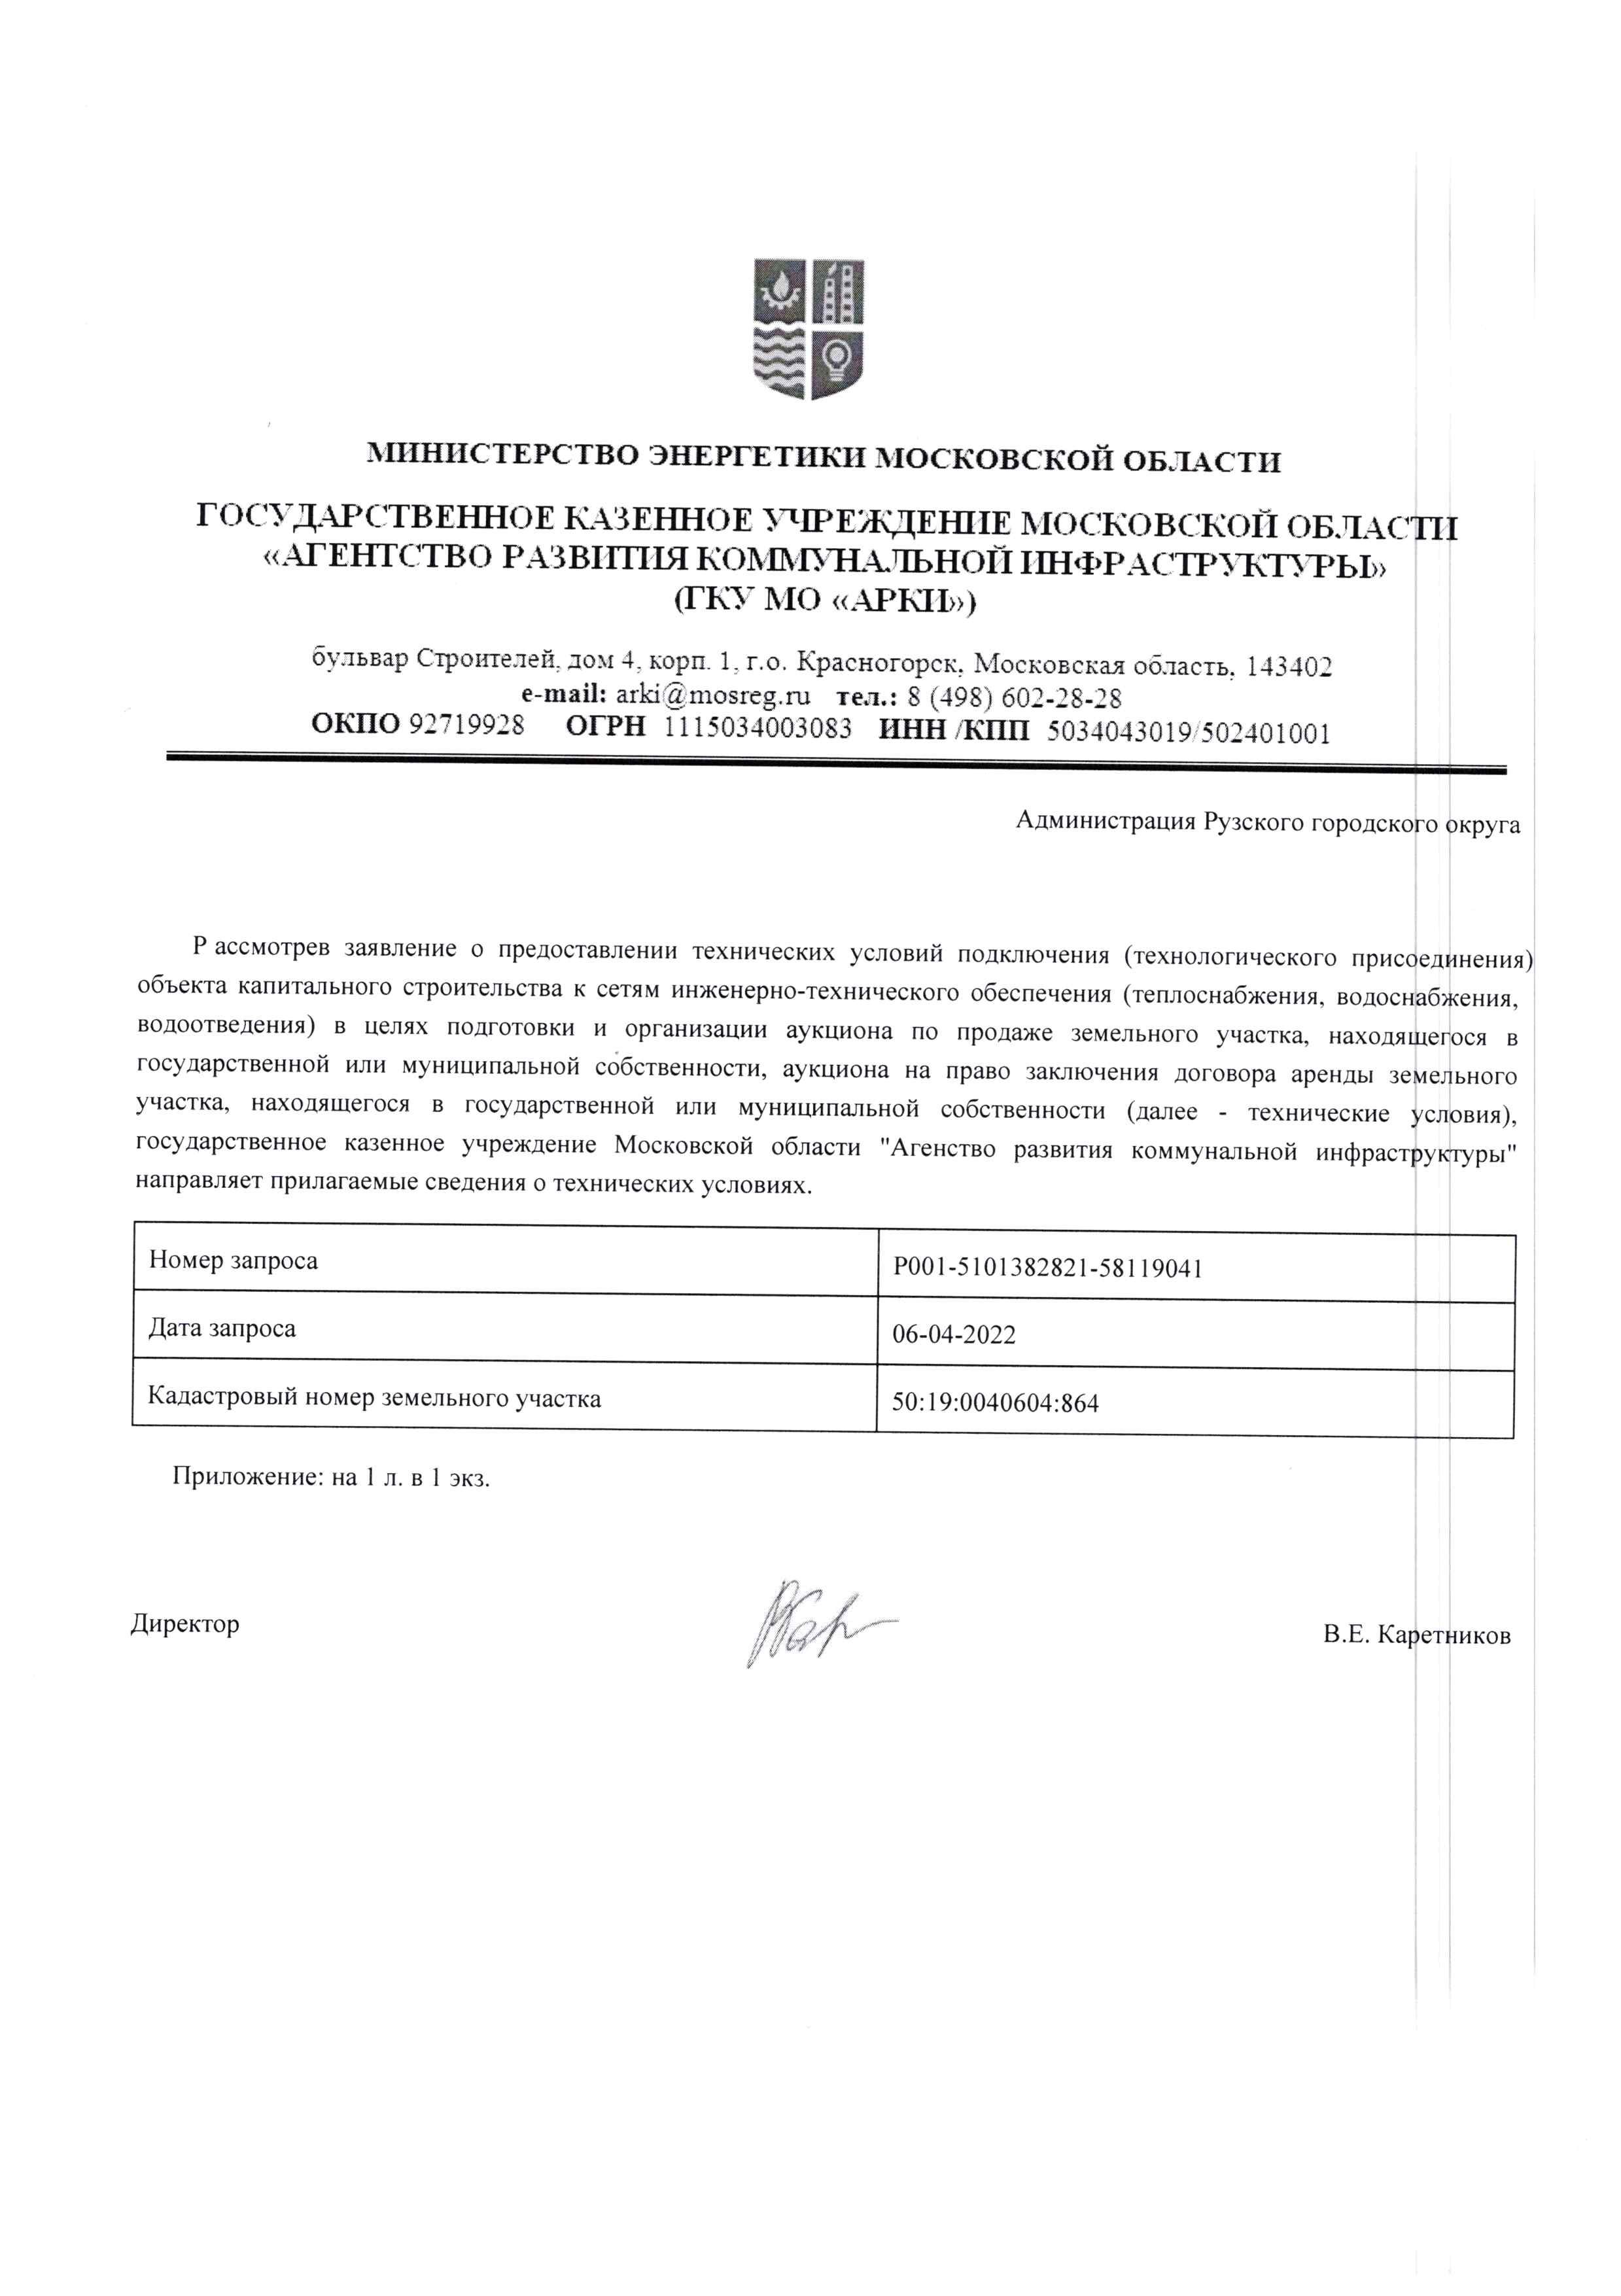 МИНИСТЕРСТВО ЭНЕРГЕТИКИ МОСКОВСКОЙ ОБЛАСТИ
ГОСУДАРСТВЕННОЕ КАЗЕННОЕ УЧРЕЖДЕНИЕ МОСКОВСКОЙ ОБЛАСТИ
«АГЕНТСТВО РАЗВИТИЯ КОММУНАЛЬНОЙ ИНФРАСТРУКТУРЫ»
(ГКУ МО «АРКИ»)
бульвар Строителей, дом 4, корп. 1, г.о. Красногорск, Московская область, 143402
e-mail: arki@mosreg.ru тел.: 8 (498) 602-28-28
ОКПО 92719928 ОГРН 1115034003083 ИНН /КПП 5034043019/502401001
Администрация Рузского городского округа
Р ассмотрев заявление о предоставлении технических условий подключения (технологического присоединения)
объекта капитального строительства к сетям инженерно-технического обеспечения (теплоснабжения, водоснабжения,
водоотведения) в целях подготовки и организации аукциона по продаже земельного участка, находящегося в
государственной или муниципальной собственности, аукциона на право заключения договора аренды земельного
участка, находящегося в государственной или муниципальной собственности (далее - технические условия),
государственное казенное учреждение Московской области "Агенство развития коммунальной инфраструктуры"
направляет прилагаемые сведения о технических условиях.
Номер запроса P001-5101382821-58119041
Дата запроса 06-04-2022
Кадастровый номер земельного участка 50:19:0040604:864
Приложение: на 1 л. в 1 экз.
Директор В.Е. Каретников